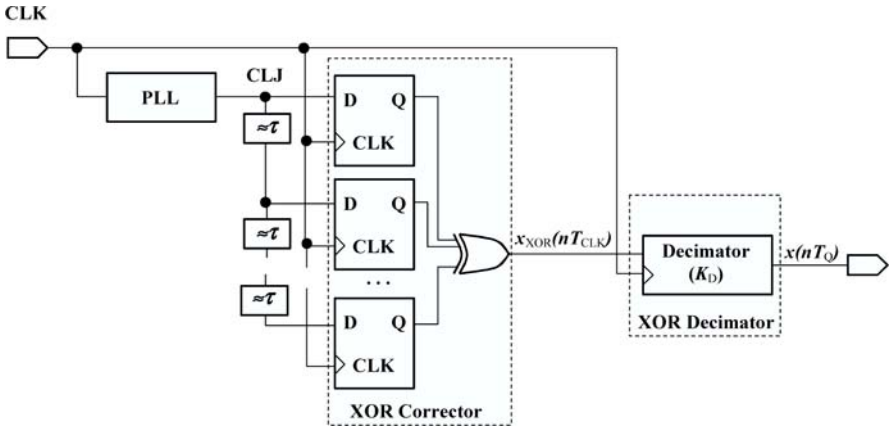 CLK
PLL
CLJ
≈τ
D Q
CLK
≈τ
D Q
CLK
≈τ
...
D Q
CLK
XOR Corrector
x_XOR(nT_CLK)
Decimator
(K_D)
XOR Decimator
x(nT_Q)